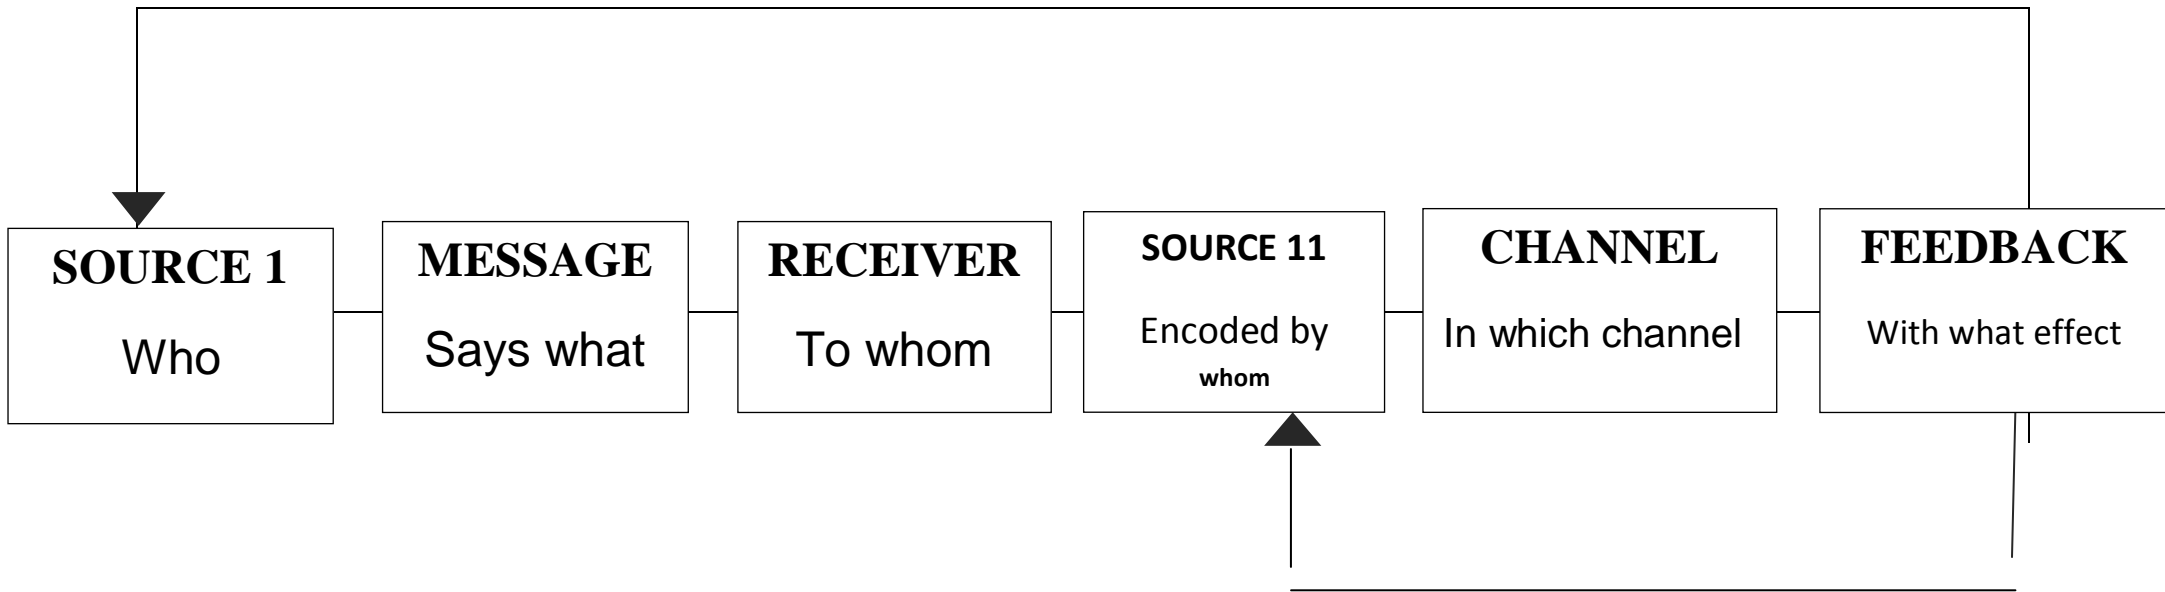 SOURCE 1
Who
MESSAGE
Says what
RECEIVER
To whom
SOURCE 11
Encoded by
whom
CHANNEL
In which channel
FEEDBACK
With what effect